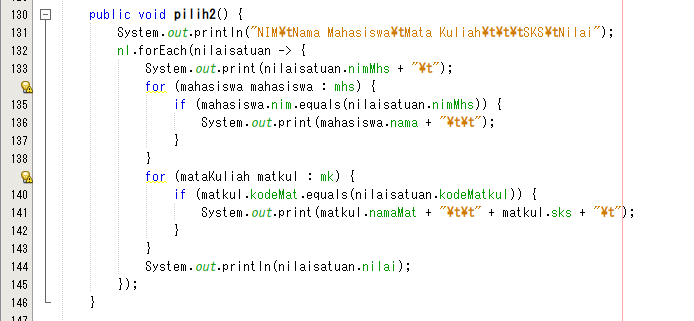 130 public void pilih2() {
131 System.out.println("NIM¥tNama Mahasiswa¥tMata Kuliah¥t¥t¥tSKS¥tNilai");
132 nl.forEach(nilaisatuan -> {
133 System.out.print(nilaisatuan.nimMhs + "¥t");
for (mahasiswa mahasiswa : mhs) {
135 if (mahasiswa.nim.equals(nilaisatuan.nimMhs)) {
136 System.out.print(mahasiswa.nama + "¥t¥t");
137 }
138 }
for (mataKuliah matkul : mk) {
140 if (matkul.kodeMat.equals(nilaisatuan.kodeMatkul)) {
141 System.out.print(matkul.namaMat + "¥t¥t" + matkul.sks + "¥t");
142 }
143 }
144 System.out.println(nilaisatuan.nilai);
145 });
146 }